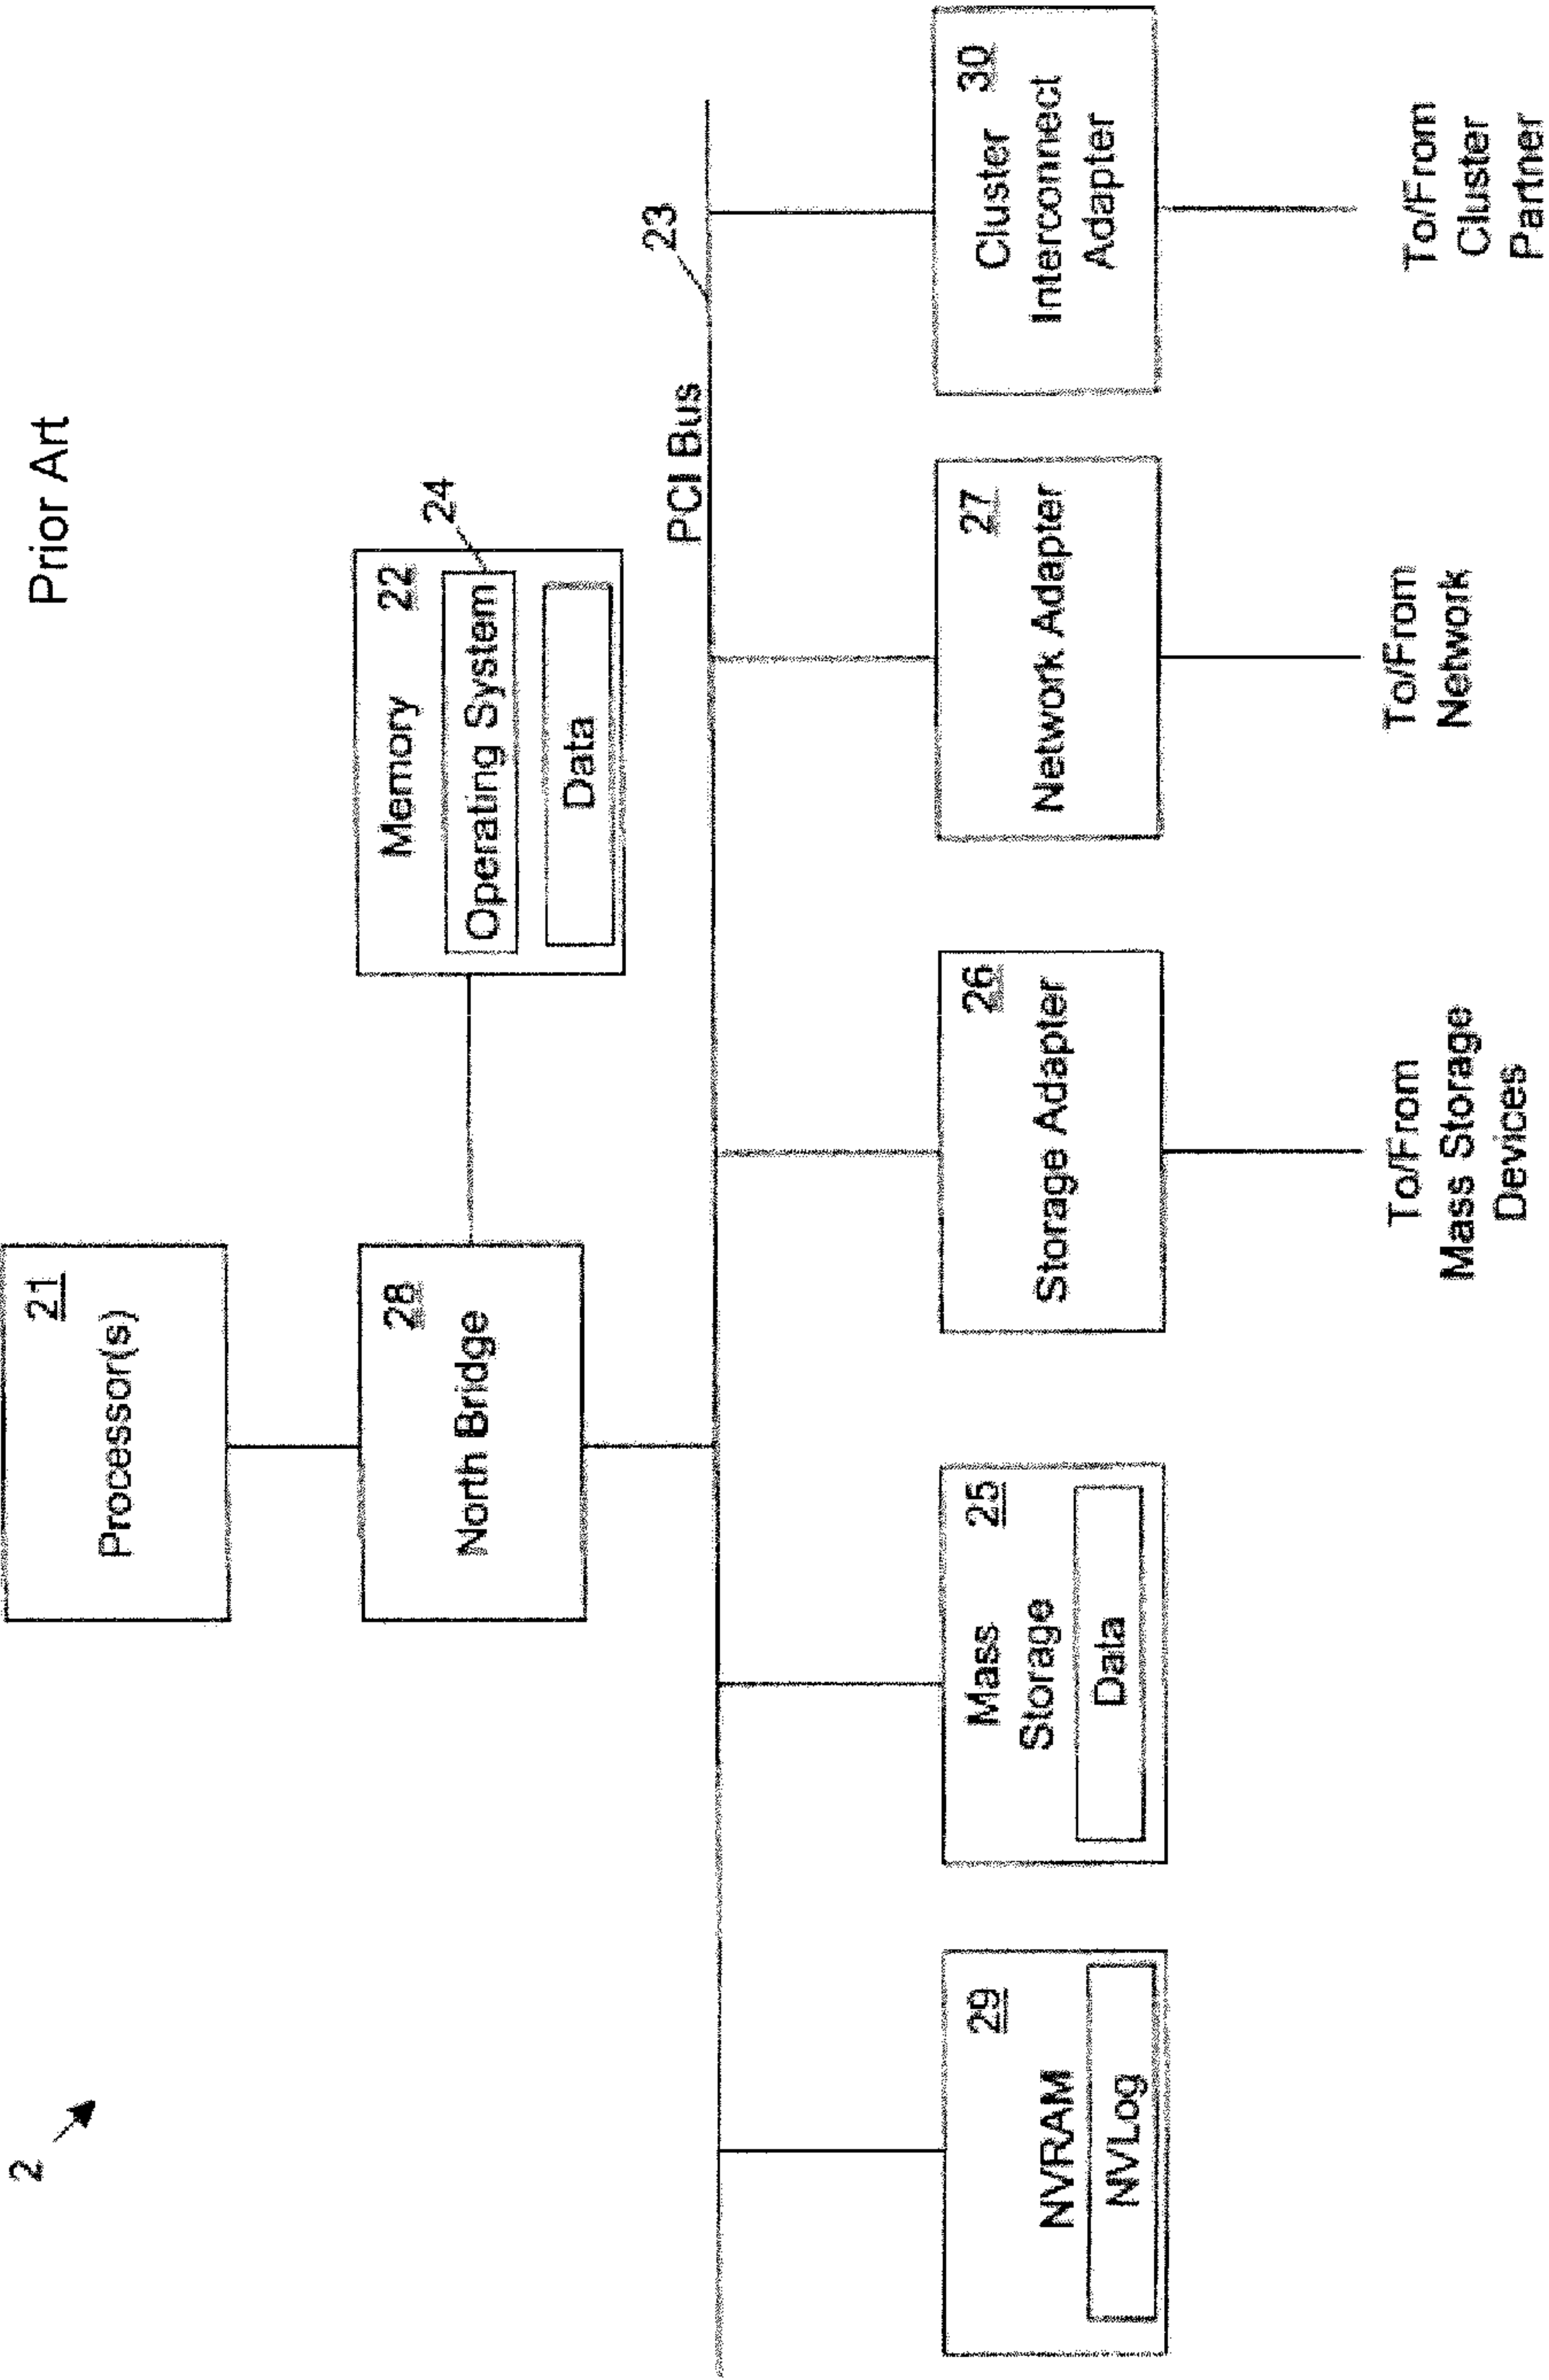 Prior Art
2
21
Processor(s)
28
North Bridge
Memory 22
Operating System
24
Data
PCI Bus
23
29
NVRAM
NVLog
Mass 25
Storage
Data
26
Storage Adapter
27
Network Adapter
30
Cluster
Interconnect
Adapter
To/From
Mass Storage
Devices
To/From
Network
To/From
Cluster
Partner